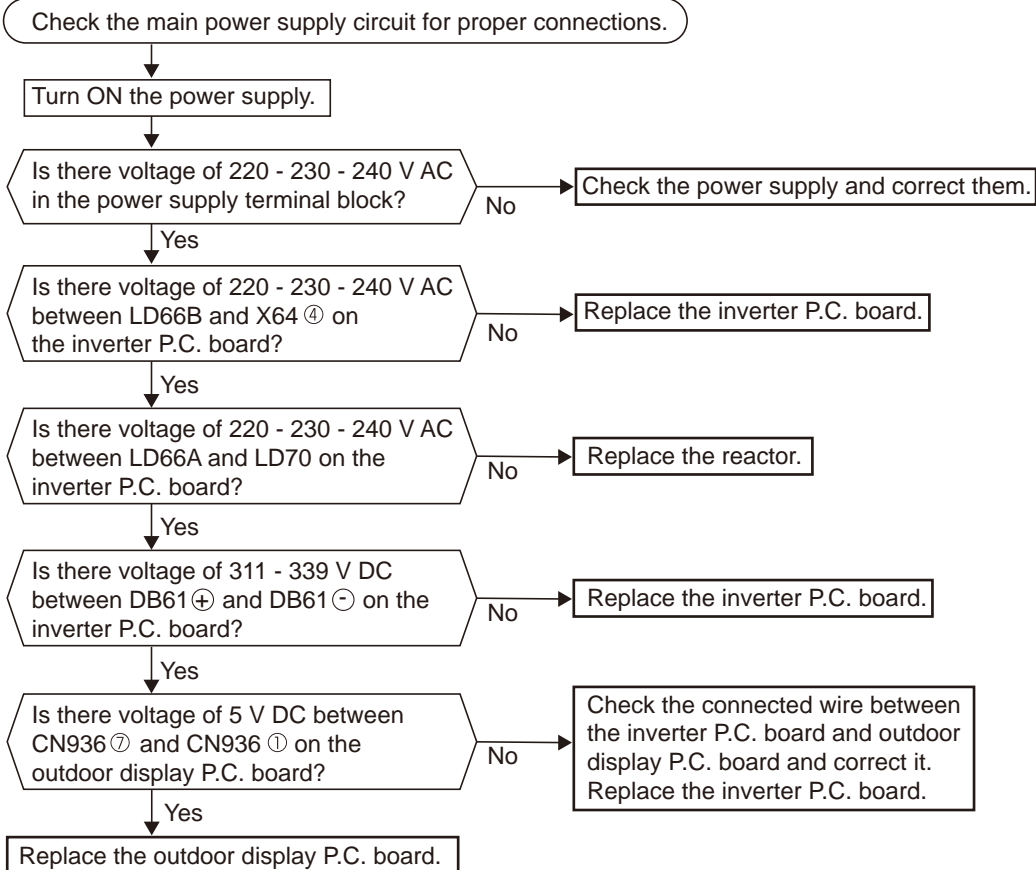 Check the main power supply circuit for proper connections.
Turn ON the power supply.
Is there voltage of 220 - 230 - 240 V AC
in the power supply terminal block?
No
Check the power supply and correct them.
Yes
Is there voltage of 220 - 230 - 240 V AC
between LD66B and X64 ④ on
the inverter P.C. board?
No
Replace the inverter P.C. board.
Yes
Is there voltage of 220 - 230 - 240 V AC
between LD66A and LD70 on the
inverter P.C. board?
No
Replace the reactor.
Yes
Is there voltage of 311 - 339 V DC
between DB61 ⊕ and DB61 ⊖ on the
inverter P.C. board?
No
Replace the inverter P.C. board.
Yes
Is there voltage of 5 V DC between
CN936 ⑦ and CN936 ① on the
outdoor display P.C. board?
No
Check the connected wire between
the inverter P.C. board and outdoor
display P.C. board and correct it.
Replace the inverter P.C. board.
Yes
Replace the outdoor display P.C. board.